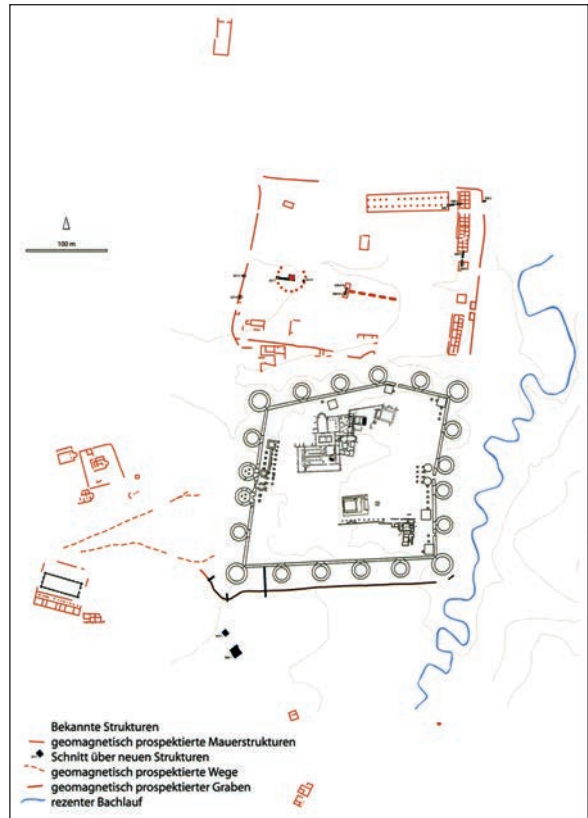 100 m
Bekannte Strukturen
geomagnetisch prospektierte Mauerstrukturen
Schnitt über neuen Strukturen
geomagnetisch prospektierte Wege
geomagnetisch prospektierter Graben
rezenter Bachlauf